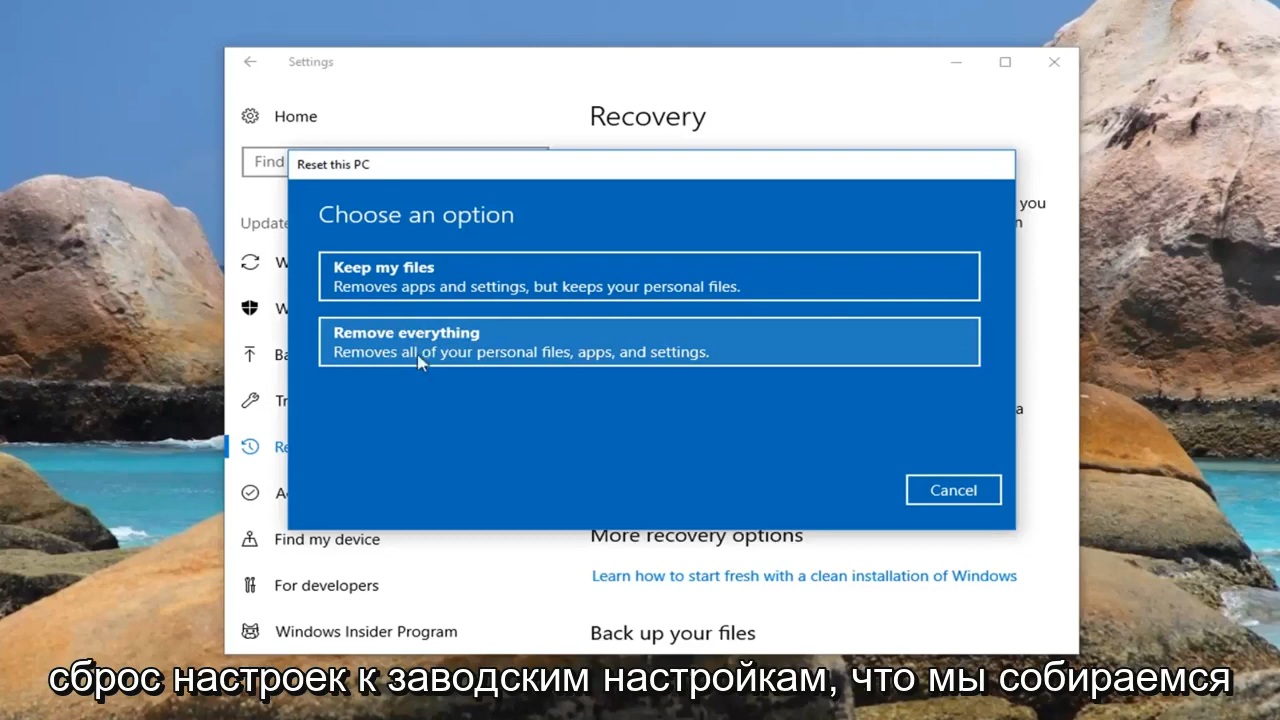 Settings
Home
Recovery
Find
Reset this PC
Choose an option
you
Update
Keep my files
Removes apps and settings, but keeps your personal files.
Remove everything
Removes all of your personal files, apps, and settings.
Cancel
Find my device
More recovery options
For developers
Learn how to start fresh with a clean installation of Windows
Windows Insider Program
Back up your files
сброс настроек к заводским настройкам, что мы собираемся